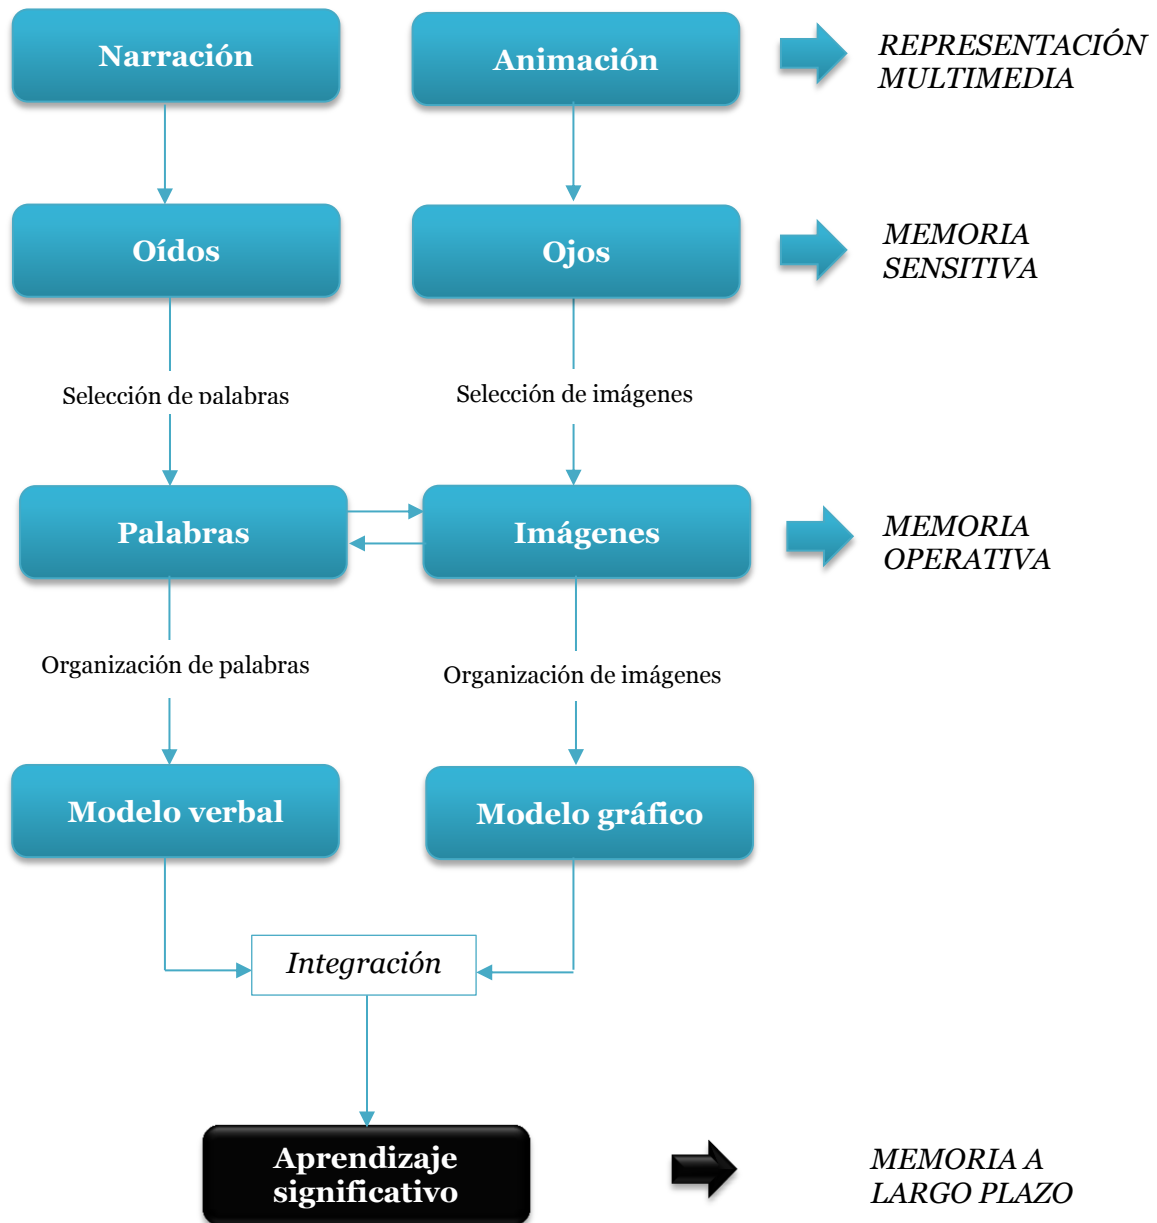 Narración
Animación
REPRESENTACIÓN
MULTIMEDIA
Oídos
Ojos
MEMORIA
SENSITIVA
Selección de palabras
Selección de imágenes
Palabras
Imágenes
MEMORIA
OPERATIVA
Organización de palabras
Organización de imágenes
Modelo verbal
Modelo gráfico
Integración
Aprendizaje
significativo
MEMORIA A
LARGO PLAZO